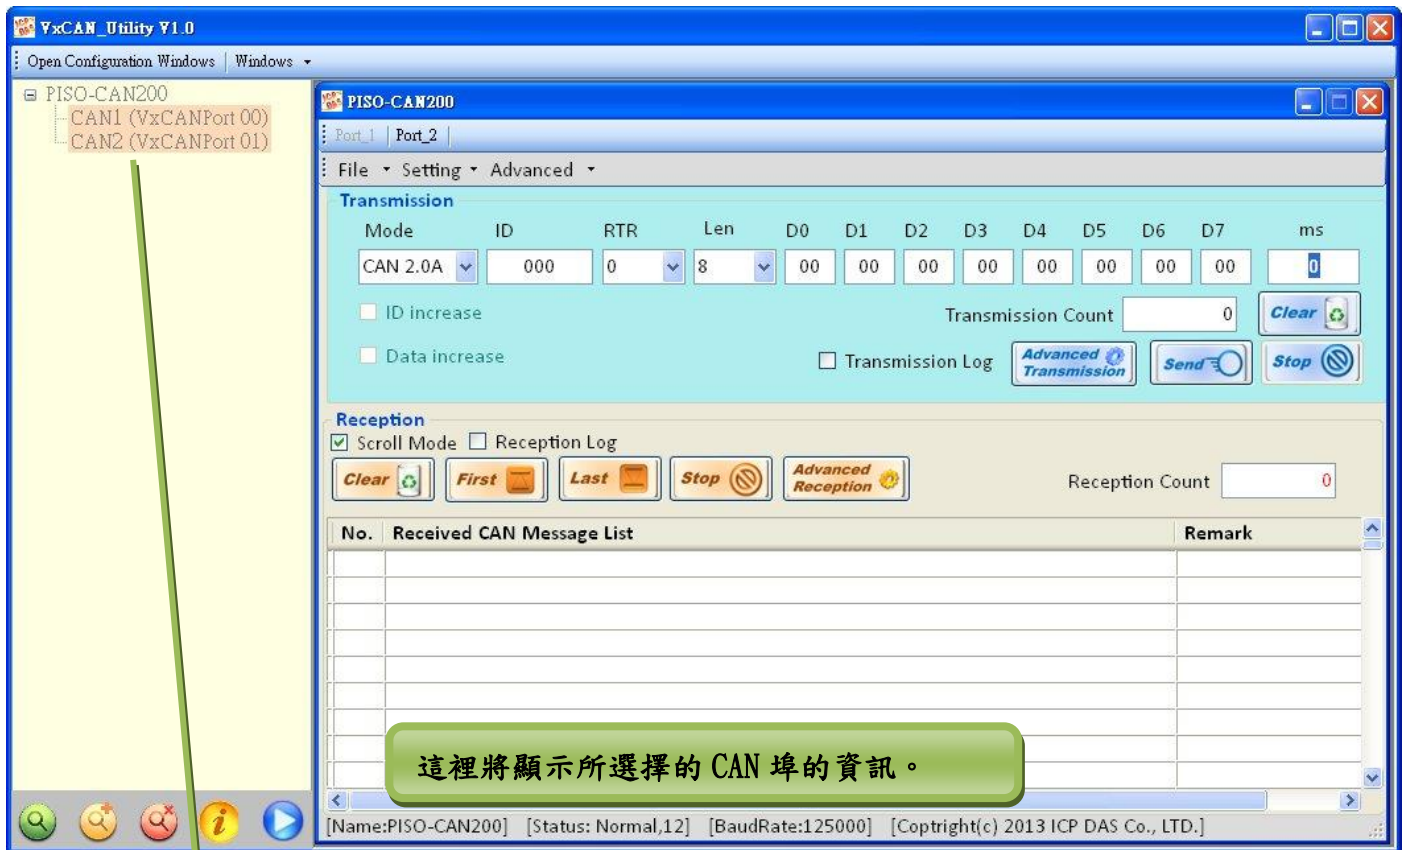 VxCAN_Utility V1.0
Open Configuration Windows Windows
PISO-CAN200
CAN1 (VxCANPort 00)
CAN2 (VxCANPort 01)
PISO-CAN200
Port_1 Port_2
File Setting Advanced
Transmission
Mode ID RTR Len D0 D1 D2 D3 D4 D5 D6 D7 ms
CAN 2.0A 000 0 8 00 00 00 00 00 00 00 00 0
ID increase Transmission Count 0 Clear
Data increase Transmission Log Advanced Transmission Send Stop
Reception
Scroll Mode Reception Log
Clear First Last Stop Advanced Reception Reception Count 0
No. Received CAN Message List Remark
這裡將顯示所選擇的 CAN 埠的資訊。
[Name:PISO-CAN200] [Status: Normal,12] [BaudRate:125000] [Coptright(c) 2013 ICP DAS Co., LTD.]